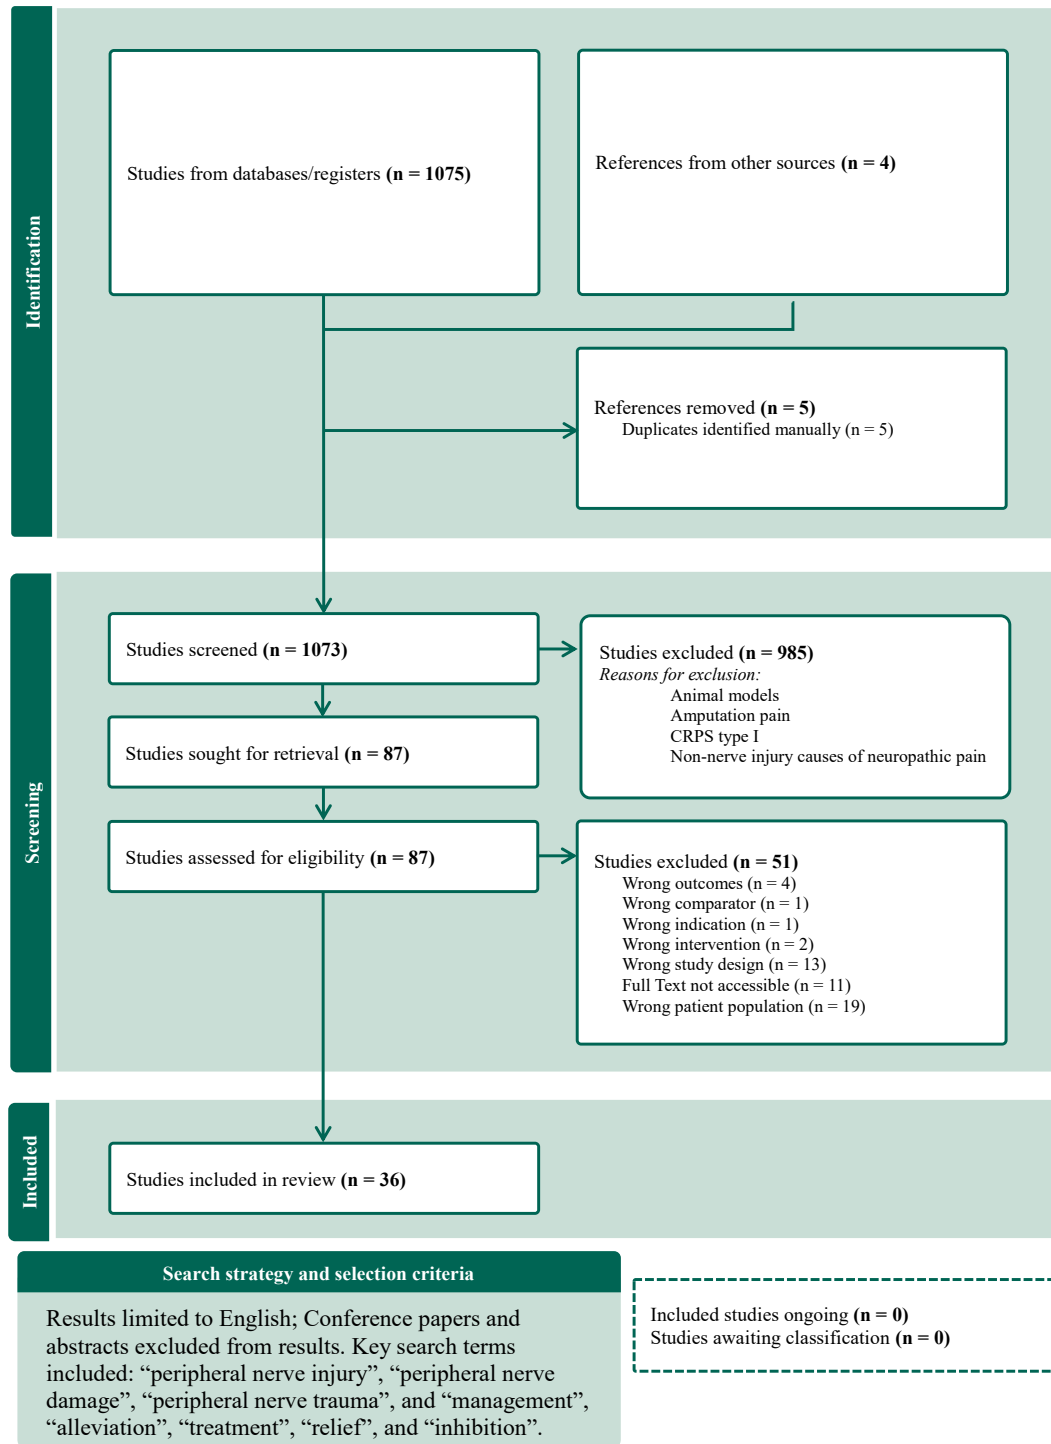 Identification
Studies from databases/registers (n = 1075)
References from other sources (n = 4)
References removed (n = 5)
Duplicates identified manually (n = 5)
Screening
Studies screened (n = 1073)
Studies excluded (n = 985)
Reasons for exclusion:
Animal models
Amputation pain
CRPS type I
Non-nerve injury causes of neuropathic pain
Studies sought for retrieval (n = 87)
Studies assessed for eligibility (n = 87)
Studies excluded (n = 51)
Wrong outcomes (n = 4)
Wrong comparator (n = 1)
Wrong indication (n = 1)
Wrong intervention (n = 2)
Wrong study design (n = 13)
Full Text not accessible (n = 11)
Wrong patient population (n = 19)
Included
Studies included in review (n = 36)
Search strategy and selection criteria
Results limited to English; Conference papers and
abstracts excluded from results. Key search terms
included: “peripheral nerve injury”, “peripheral nerve
damage”, “peripheral nerve trauma”, and “management”,
“alleviation”, “treatment”, “relief”, and “inhibition”.
Included studies ongoing (n = 0)
Studies awaiting classification (n = 0)